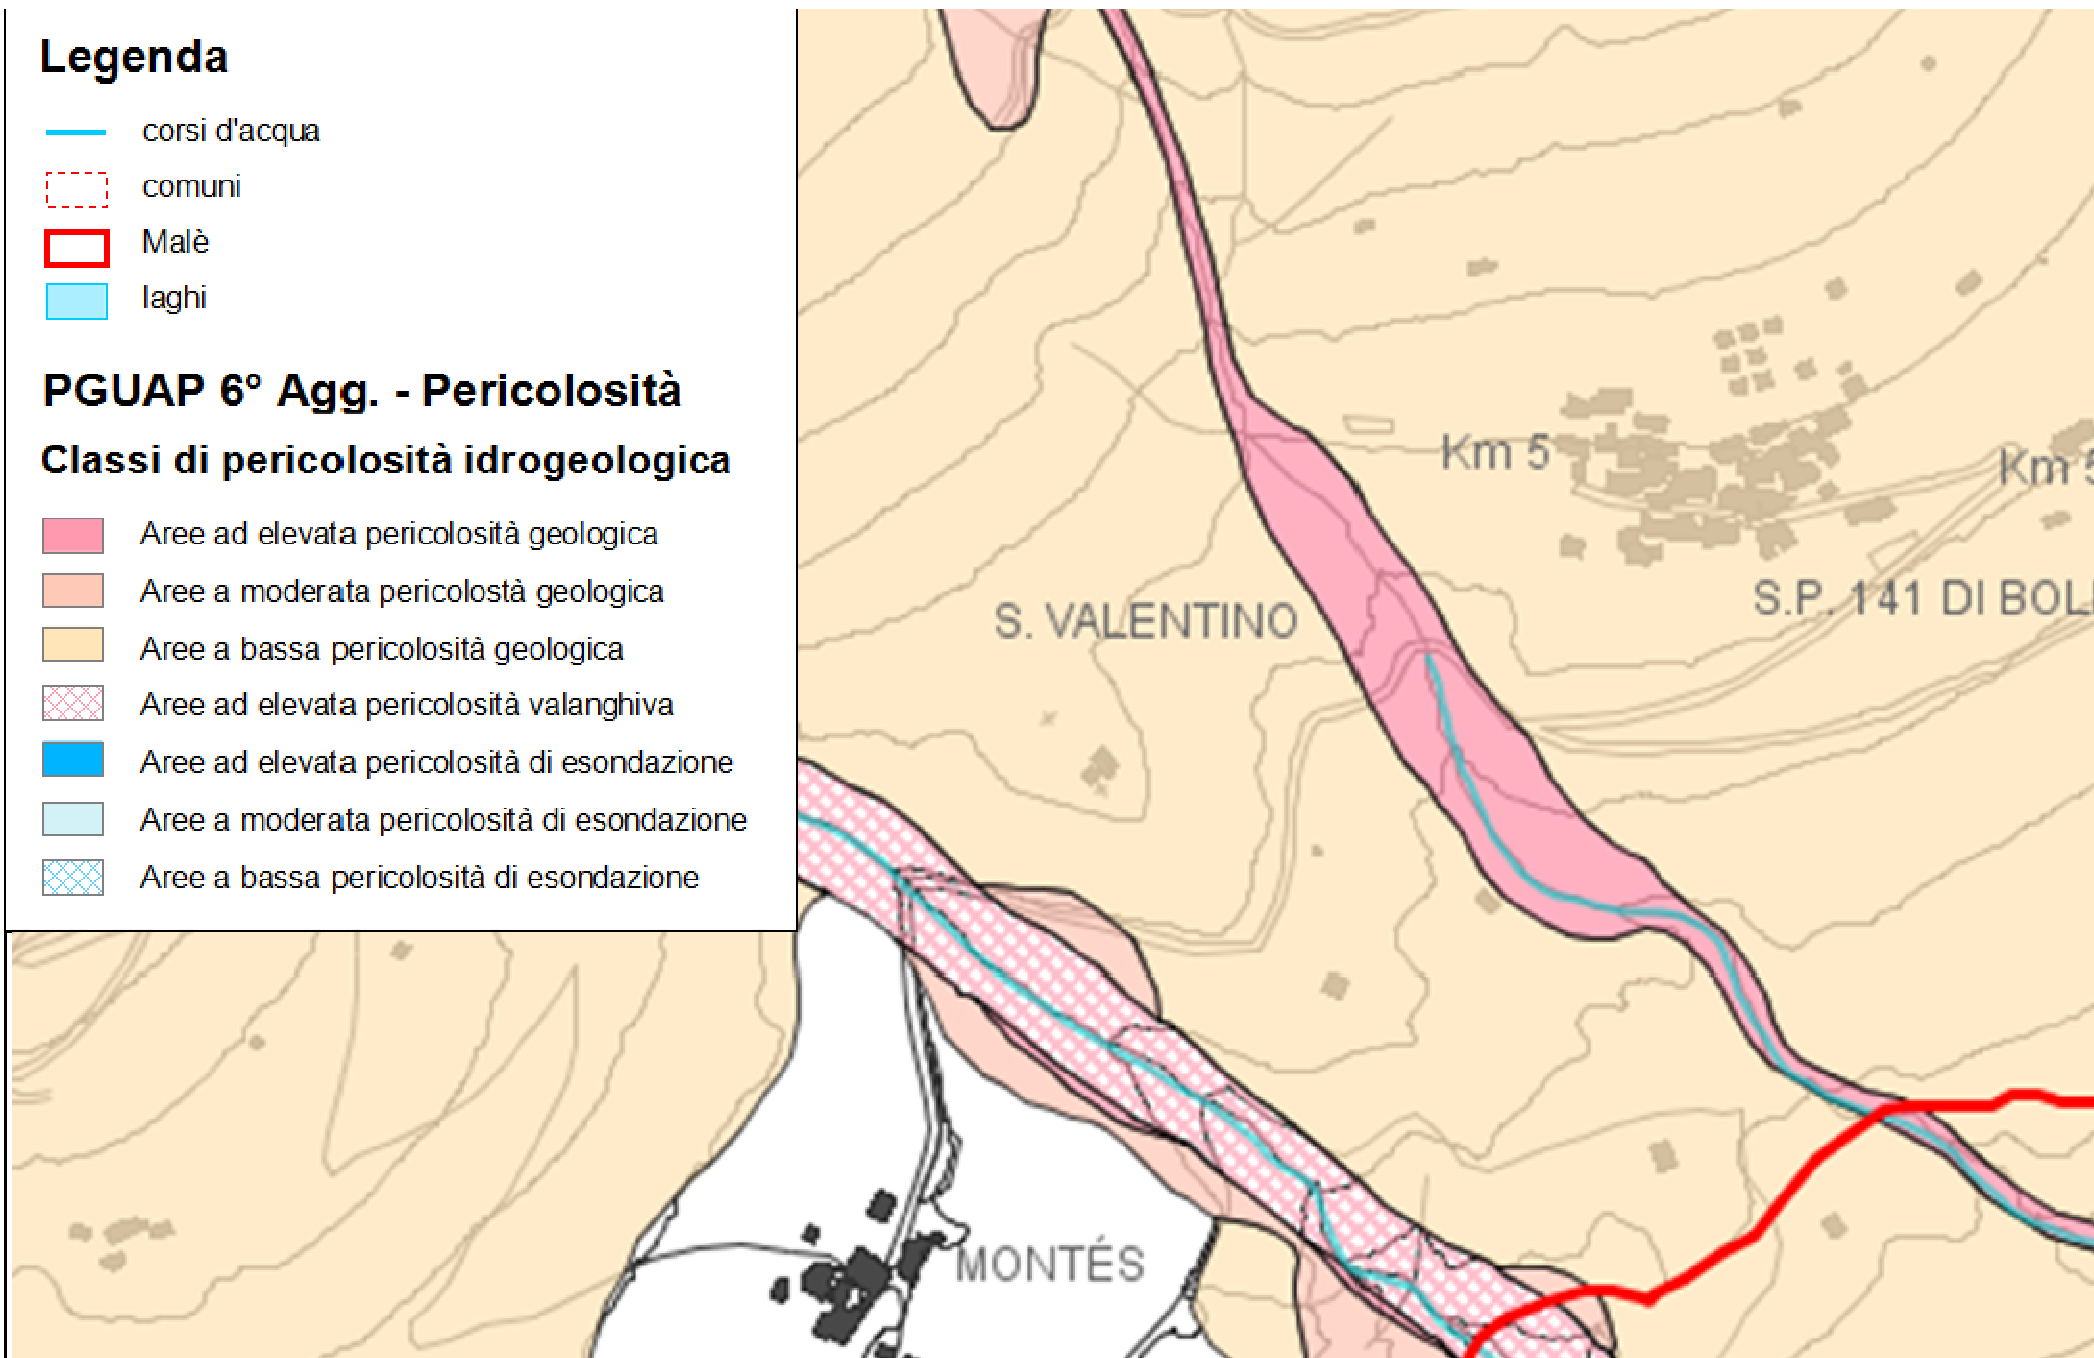 Legenda
corsi d'acqua
comuni
Malè
laghi
PGUAP 6° Agg. - Pericolosità
Classi di pericolosità idrogeologica
Aree ad elevata pericolosità geologica
Aree a moderata pericolostà geologica
Aree a bassa pericolosità geologica
Aree ad elevata pericolosità valanghiva
Aree ad elevata pericolosità di esondazione
Aree a moderata pericolosità di esondazione
Aree a bassa pericolosità di esondazione
Km 5
Km 5
S.P. 141 DI BOL
S. VALENTINO
MONTÉS